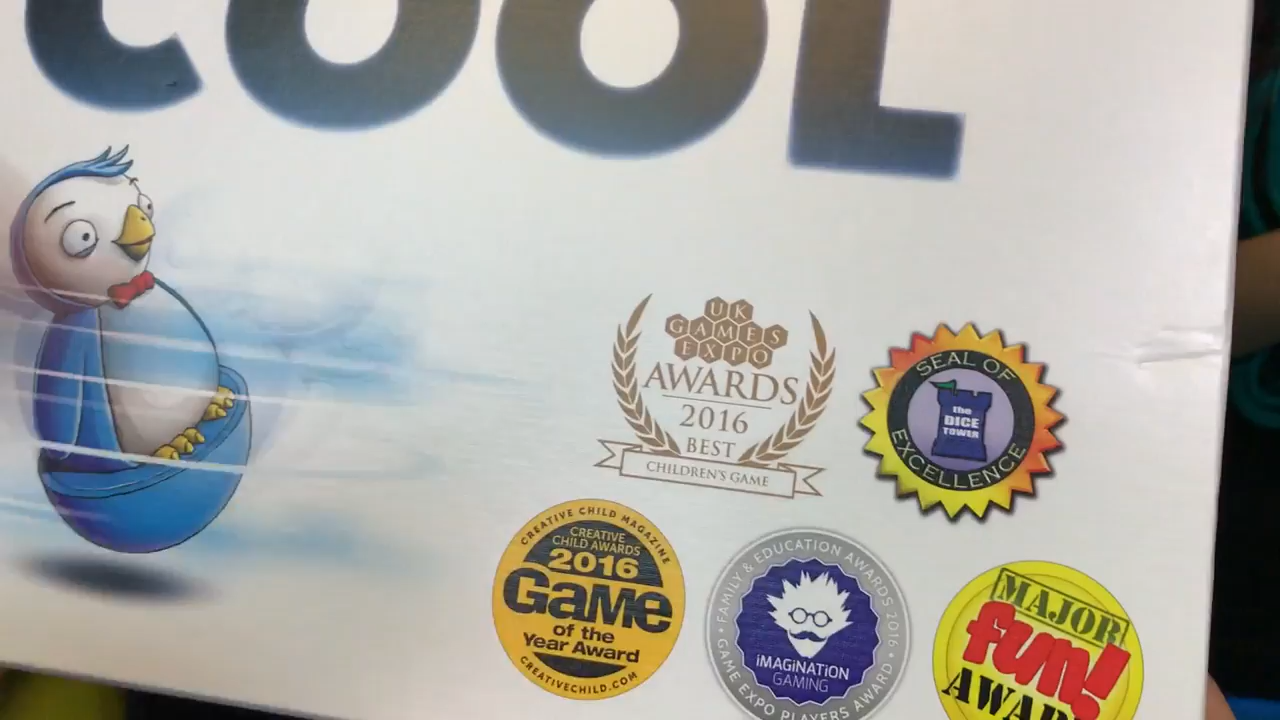 COOL
UK
GAMES
EXPO
AWARDS
2016
BEST
CHILDREN'S GAME
SEAL OF
the
DICE
TOWER
EXCELLENCE
CREATIVE CHILD MAGAZINE
CREATIVE
CHILD AWARDS
2016
GaMe
of the
Year Award
CREATIVECHILD.COM
• FAMILY & EDUCATION AWARDS 2016 •
iMAGiNATiON
GAMING
GAME EXPO PLAYERS AWARD
MAJOR
fun!
AWARD